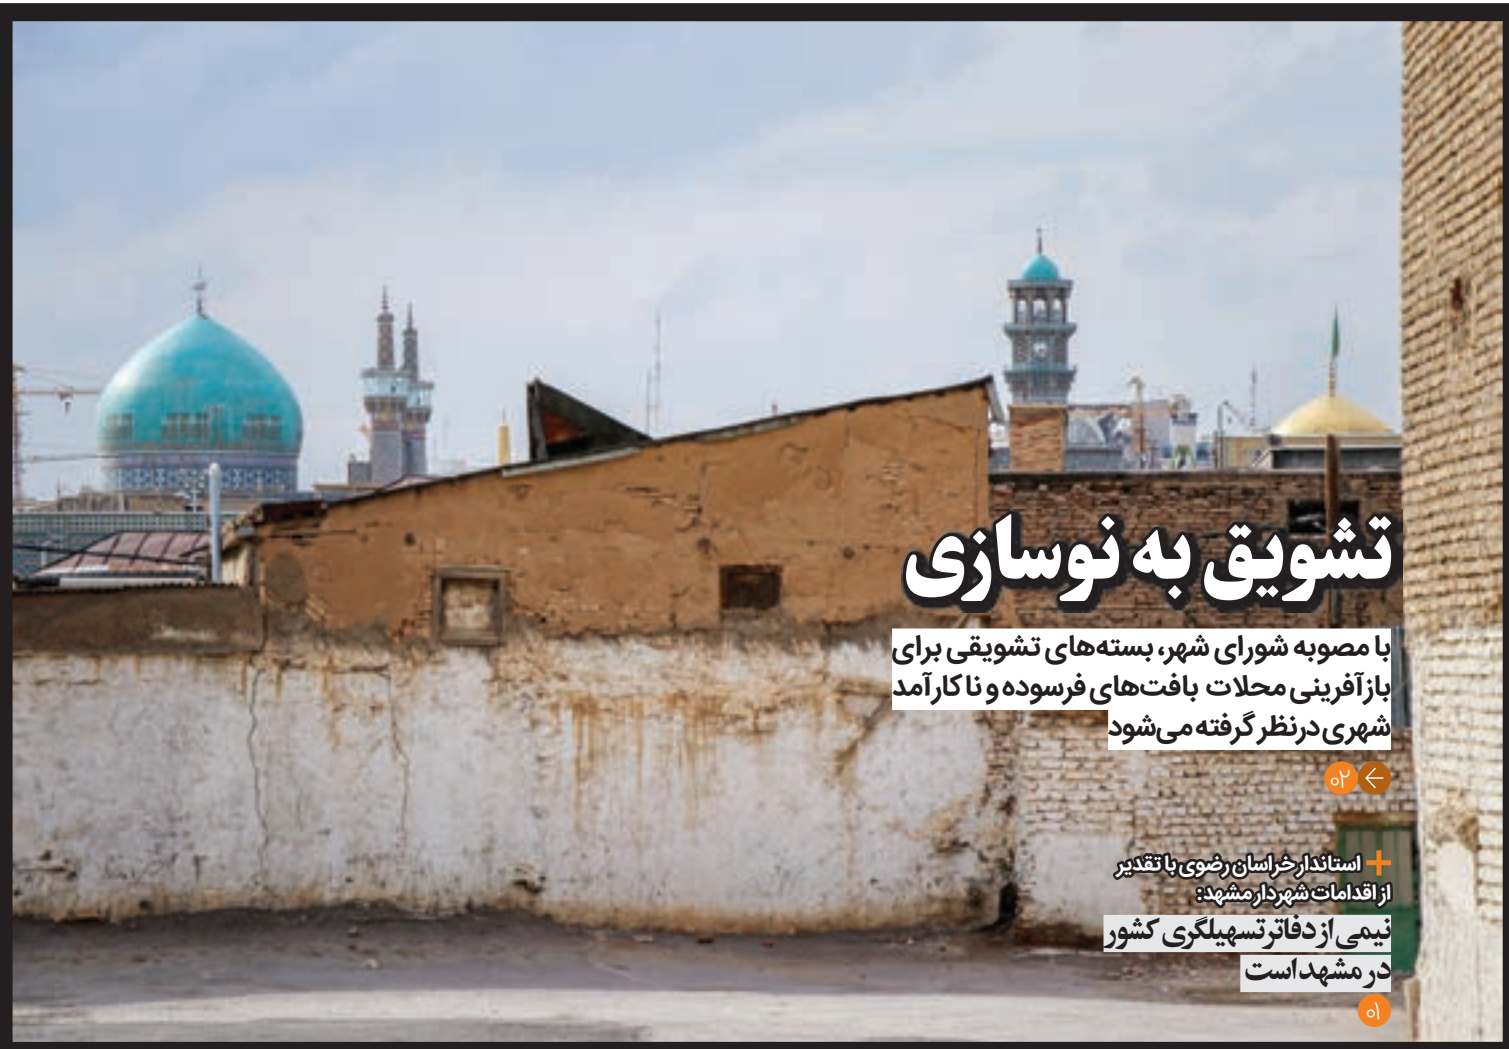 تشویق به نوسازی
با مصوبه شورای شهر، بسته‌های تشویقی برای
بازآفرینی محلات بافت‌های فرسوده و ناکارآمد
شهری درنظر گرفته می‌شود
۰۲
+ استاندار خراسان رضوی با تقدیر
از اقدامات شهردار مشهد:
نیمی از دفاتر تسهیلگری کشور
در مشهد است
۰۱